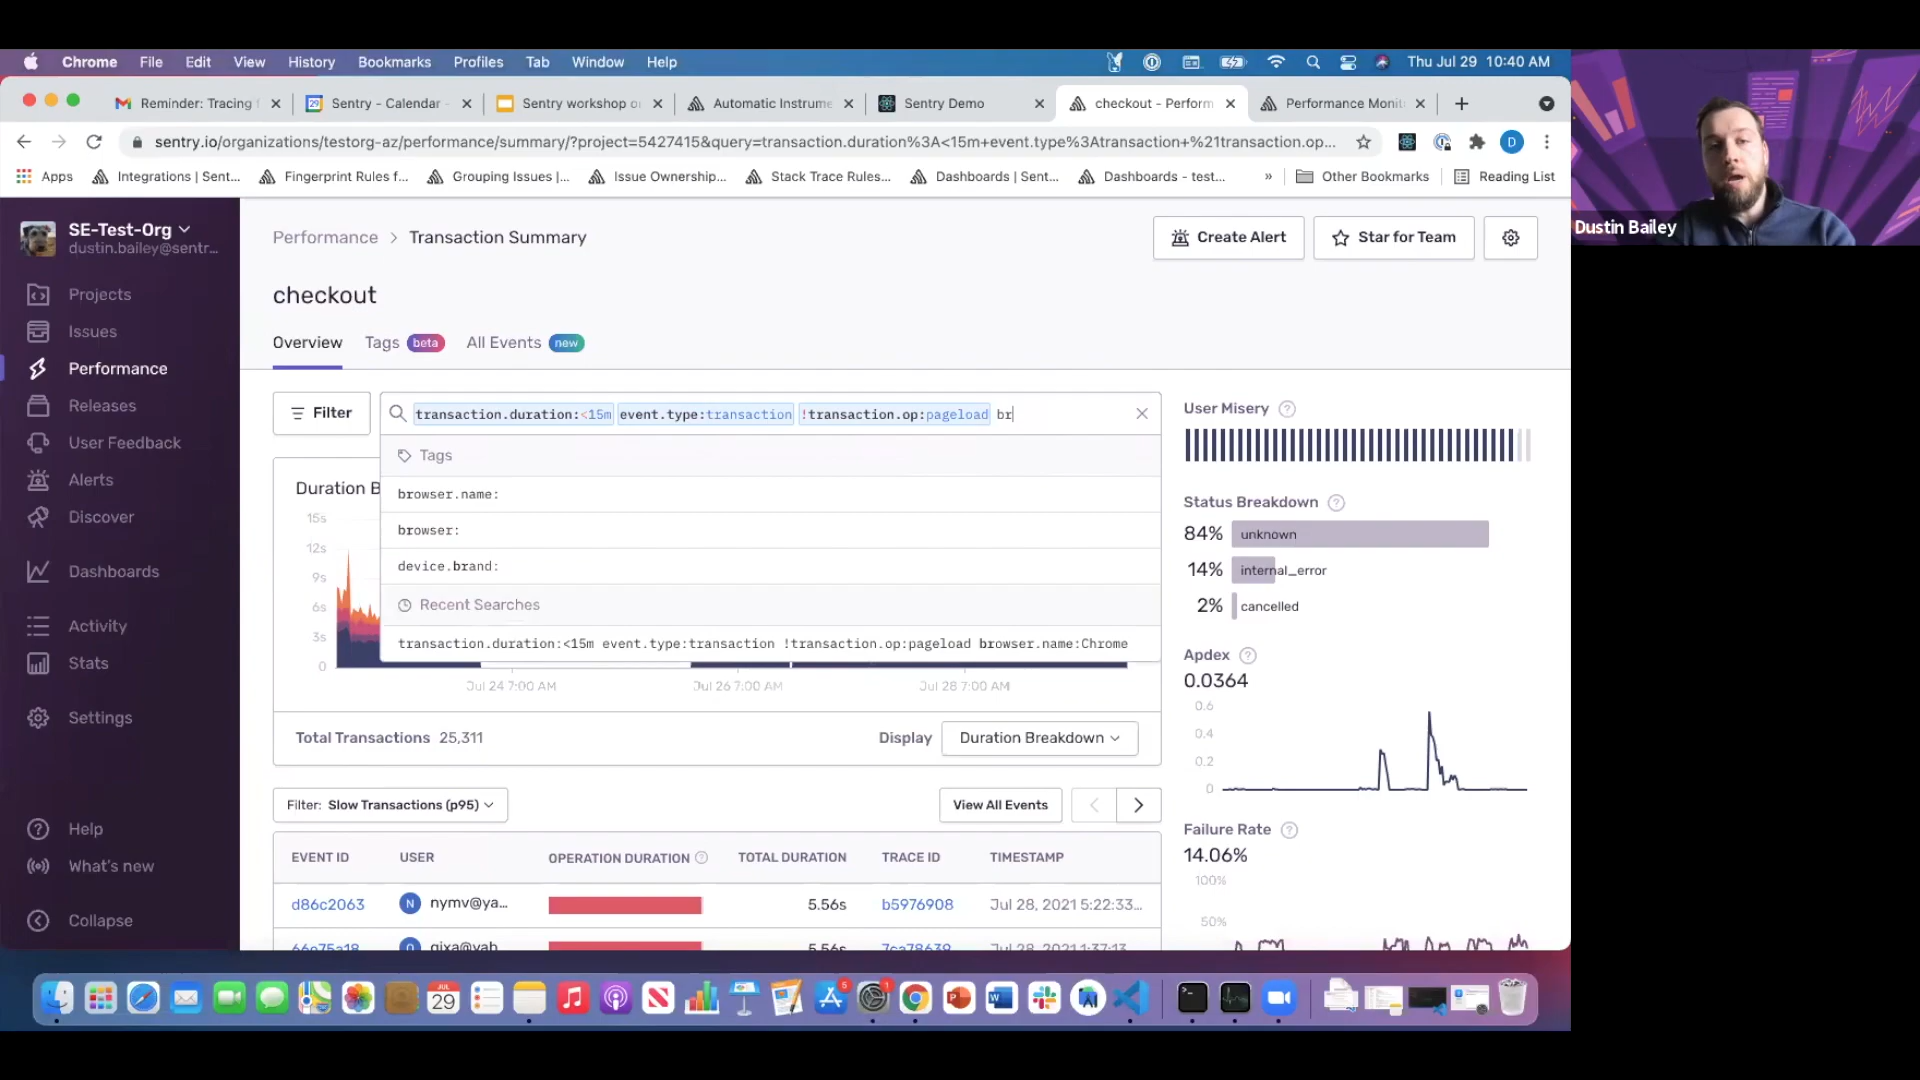 Chrome File Edit View History Bookmarks Profiles Tab Window Help Thu Jul 29 10:40 AM
Reminder: Tracing Sentry - Calendar - Sentry workshop Automatic Instrume Sentry Demo checkout - Perform Performance Monit
sentry.io/organizations/testorg-az/performance/summary/?project=5427415&query=transaction.duration%3A<15m+event.type%3Atransaction+%21transaction.op... D
Apps Integrations | Sent... Fingerprint Rules f... Grouping Issues |... Issue Ownership... Stack Trace Rules... Dashboards | Sent... Dashboards - test... » Other Bookmarks Reading List
Dustin Bailey
SE-Test-Org
dustin.bailey@sentr...
Projects
Issues
Performance
Releases
User Feedback
Alerts
Discover
Dashboards
Activity
Stats
Settings
Help
What's new
Collapse
Performance > Transaction Summary
Create Alert
Star for Team
checkout
Overview Tags beta All Events new
Filter
transaction.duration:<15m event.type:transaction !transaction.op:pageload br
Tags
browser.name:
browser:
device.brand:
Recent Searches
transaction.duration:<15m event.type:transaction !transaction.op:pageload browser.name:Chrome
Duration B
15s
12s
9s
6s
3s
0
Jul 24 7:00 AM Jul 26 7:00 AM Jul 28 7:00 AM
Total Transactions 25,311
Display Duration Breakdown
Filter: Slow Transactions (p95)
View All Events
EVENT ID USER OPERATION DURATION ? TOTAL DURATION TRACE ID TIMESTAMP
d86c2063 N nymv@ya... 5.56s b5976908 Jul 28, 2021 5:22:33...
5.56s
User Misery ?
Status Breakdown ?
84% unknown
14% internal_error
2% cancelled
Apdex ?
0.0364
0.6
0.4
0.2
0
Failure Rate ?
14.06%
100%
50%
JUL
29
5
1